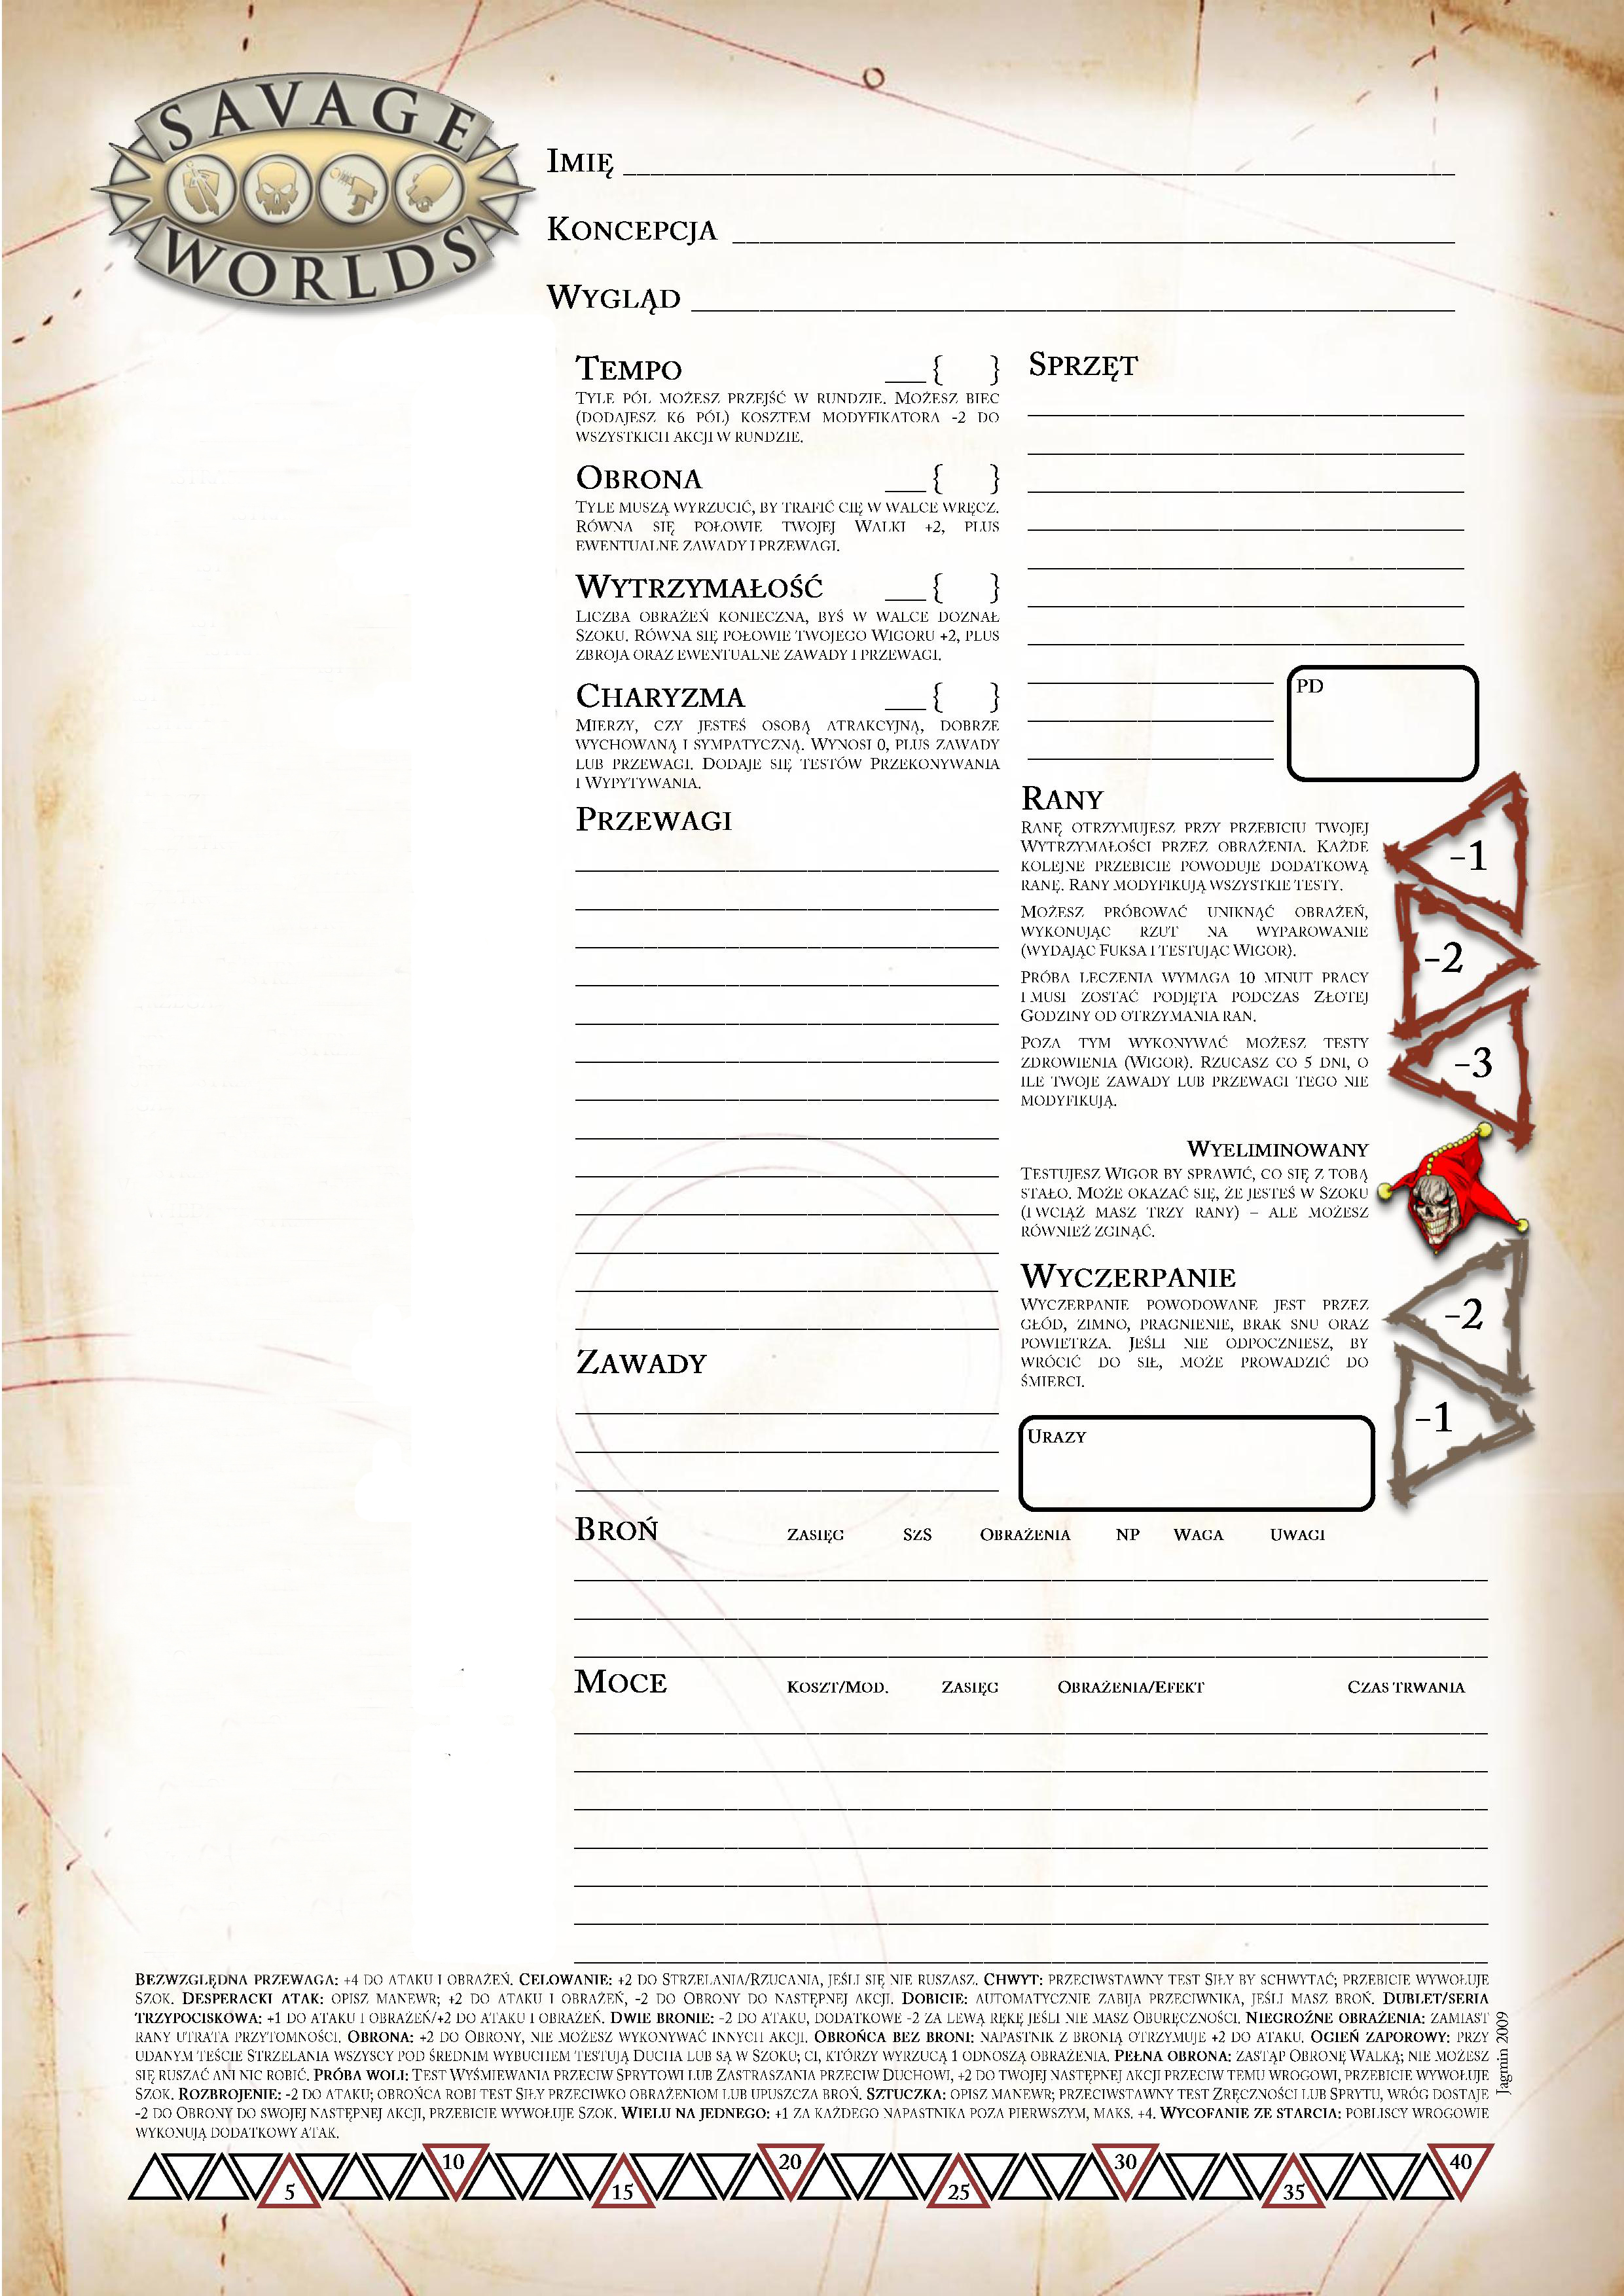 SAVAGE
WORLDS
IMIĘ
KONCEPCJA
WYGLĄD
TEMPO { }
TYLE PÓL MOŻESZ PRZEJŚĆ W RUNDZIE. MOŻESZ BIEC
(DODAJESZ K6 PÓL) KOSZTEM MODYFIKATORA -2 DO
WSZYSTKICH AKCJI W RUNDZIE.
OBRONA { }
TYLE MUSZĄ WYRZUCIĆ, BY TRAFIĆ CIĘ W WALCE WRĘCZ.
RÓWNA SIĘ POŁOWIE TWOJEJ WALKI +2, PLUS
EWENTUALNE ZAWADY I PRZEWAGI.
WYTRZYMAŁOŚĆ { }
LICZBA OBRAŻEŃ KONIECZNA, BYŚ W WALCE DOZNAŁ
SZOKU. RÓWNA SIĘ POŁOWIE TWOJEGO WIGORU +2, PLUS
ZBROJA ORAZ EWENTUALNE ZAWADY I PRZEWAGI.
CHARYZMA { }
MIERZY, CZY JESTEŚ OSOBĄ ATRAKCYJNĄ, DOBRZE
WYCHOWANĄ I SYMPATYCZNĄ. WYNOSI 0, PLUS ZAWADY
LUB PRZEWAGI. DODAJE SIĘ TESTÓW PRZEKONYWANIA
I WYPYTYWANIA.
PRZEWAGI
ZAWADY
SPRZĘT
PD
RANY
RANĘ OTRZYMUJESZ PRZY PRZEBICIU TWOJEJ
WYTRZYMAŁOŚCI PRZEZ OBRAŻENIA. KAŻDE
KOLEJNE PRZEBICIE POWODUJE DODATKOWĄ
RANĘ. RANY MODYFIKUJĄ WSZYSTKIE TESTY.
MOŻESZ PRÓBOWAĆ UNIKNĄĆ OBRAŻEŃ,
WYKONUJĄC RZUT NA WYPAROWANIE
(WYDAJĄC FUKSA I TESTUJĄC WIGOR).
PRÓBA LECZENIA WYMAGA 10 MINUT PRACY
I MUSI ZOSTAĆ PODJĘTA PODCZAS ZŁOTEJ
GODZINY OD OTRZYMANIA RAN.
POZA TYM WYKONYWAĆ MOŻESZ TESTY
ZDROWIENIA (WIGOR). RZUCASZ CO 5 DNI, O
ILE TWOJE ZAWADY LUB PRZEWAGI TEGO NIE
MODYFIKUJĄ.
-1
-2
-3
WYELIMINOWANY
TESTUJESZ WIGOR BY SPRAWIĆ, CO SIĘ Z TOBĄ
STAŁO. MOŻE OKAZAĆ SIĘ, ŻE JESTEŚ W SZOKU
(I WCIĄŻ MASZ TRZY RANY) – ALE MOŻESZ
RÓWNIEŻ ZGINĄĆ.
WYCZERPANIE
WYCZERPANIE POWODOWANE JEST PRZEZ
GŁÓD, ZIMNO, PRAGNIENIE, BRAK SNU ORAZ
POWIETRZA. JEŚLI NIE ODPOCZNIESZ, BY
WRÓCIĆ DO SIŁ, MOŻE PROWADZIĆ DO
ŚMIERCI.
-2
-1
URAZY
BROŃ ZASIĘG SZS OBRAŻENIA NP WAGA UWAGI
MOCE KOSZT/MOD. ZASIĘG OBRAŻENIA/EFEKT CZAS TRWANIA
BEZWZGLĘDNA PRZEWAGA: +4 DO ATAKU I OBRAŻEŃ. CELOWANIE: +2 DO STRZELANIA/RZUCANIA, JEŚLI SIĘ NIE RUSZASZ. CHWYT: PRZECIWSTAWNY TEST SIŁY BY SCHWYTAĆ; PRZEBICIE WYWOŁUJE
SZOK. DESPERACKI ATAK: OPISZ MANEWR; +2 DO ATAKU I OBRAŻEŃ, -2 DO OBRONY DO NASTĘPNEJ AKCJI. DOBICIE: AUTOMATYCZNIE ZABIJA PRZECIWNIKA, JEŚLI MASZ BROŃ. DUBLET/SERIA
TRZYPOCISKOWA: +1 DO ATAKU I OBRAŻEŃ/+2 DO ATAKU I OBRAŻEŃ. DWIE BRONIE: -2 DO ATAKU, DODATKOWE -2 ZA LEWĄ RĘKĘ JEŚLI NIE MASZ OBURĘCZNOŚCI. NIEGROŹNE OBRAŻENIA: ZAMIAST
RANY UTRATA PRZYTOMNOŚCI. OBRONA: +2 DO OBRONY, NIE MOŻESZ WYKONYWAĆ INNYCH AKCJI. OBROŃCA BEZ BRONI: NAPASTNIK Z BRONIĄ OTRZYMUJE +2 DO ATAKU. OGIEŃ ZAPOROWY: PRZY
UDANYM TEŚCIE STRZELANIA WSZYSCY POD ŚREDNIM WYBUCHEM TESTUJĄ DUCHA LUB SĄ W SZOKU; CI, KTÓRZY WYRZUCĄ 1 ODNOSZĄ OBRAŻENIA. PEŁNA OBRONA: ZASTĄP OBRONĘ WALKĄ; NIE MOŻESZ
SIĘ RUSZAĆ ANI NIC ROBIĆ. PRÓBA WOLI: TEST WYŚMIEWANIA PRZECIW SPRYTOWI LUB ZASTRASZANIA PRZECIW DUCHOWI, +2 DO TWOJEJ NASTĘPNEJ AKCJI PRZECIW TEMU WROGOWI, PRZEBICIE WYWOŁUJE
SZOK. ROZBROJENIE: -2 DO ATAKU; OBROŃCA ROBI TEST SIŁY PRZECIWKO OBRAŻENIOM LUB UPUSZCZA BROŃ. SZTUCZKA: OPISZ MANEWR; PRZECIWSTAWNY TEST ZRĘCZNOŚCI LUB SPRYTU, WRÓG DOSTAJE
-2 DO OBRONY DO SWOJEJ NASTĘPNEJ AKCJI, PRZEBICIE WYWOŁUJE SZOK. WIELU NA JEDNEGO: +1 ZA KAŻDEGO NAPASTNIKA POZA PIERWSZYM, MAKS. +4. WYCOFANIE ZE STARCIA: POBLISCY WROGOWIE
WYKONUJĄ DODATKOWY ATAK.
Jagmin 2009
5 10 15 20 25 30 35 40